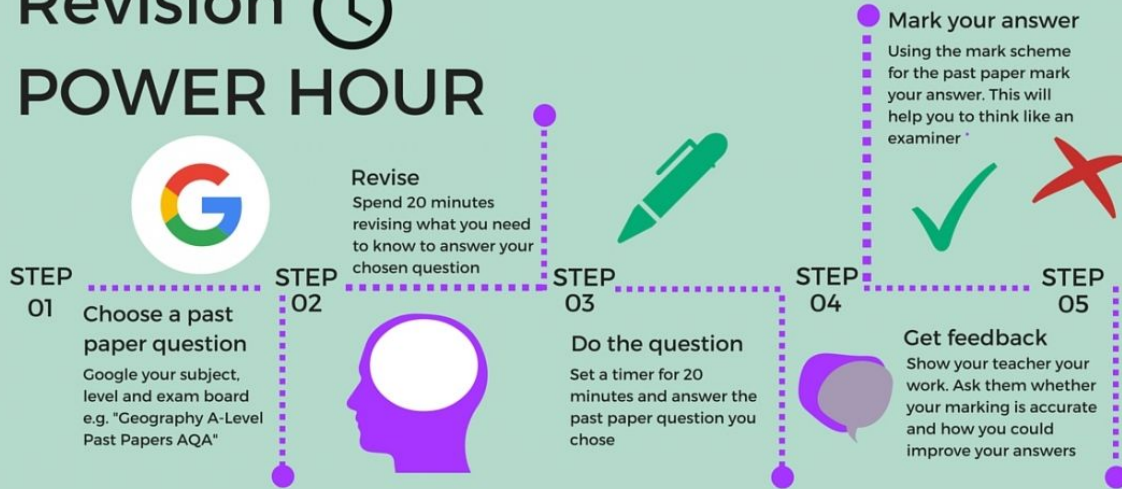 Revision
POWER HOUR
STEP
01
Choose a past
paper question
Google your subject,
level and exam board
e.g. "Geography A-Level
Past Papers AQA"
STEP
02
Revise
Spend 20 minutes
revising what you need
to know to answer your
chosen question
STEP
03
Do the question
Set a timer for 20
minutes and answer the
past paper question you
chose
STEP
04
Mark your answer
Using the mark scheme
for the past paper mark
your answer. This will
help you to think like an
examiner
STEP
05
Get feedback
Show your teacher your
work. Ask them whether
your marking is accurate
and how you could
improve your answers